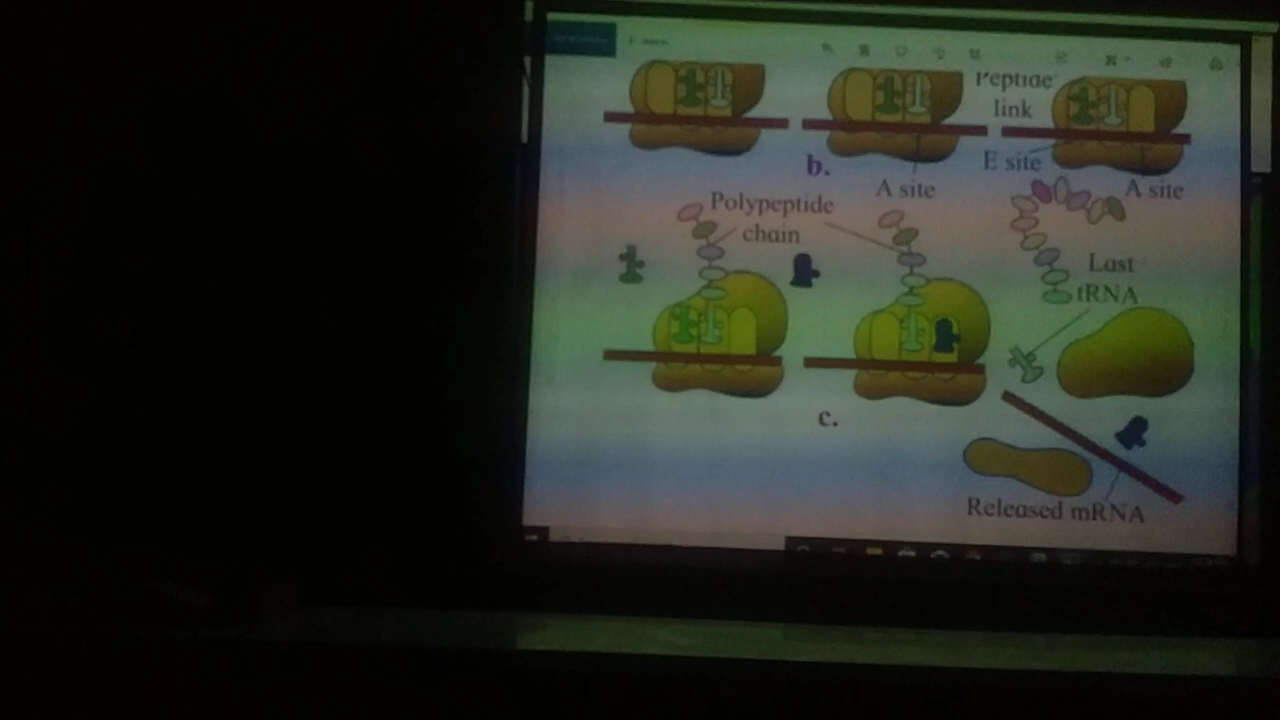 Peptide
link
E site
b.
A site
A site
Polypeptide
chain
Last
tRNA
c.
Released mRNA